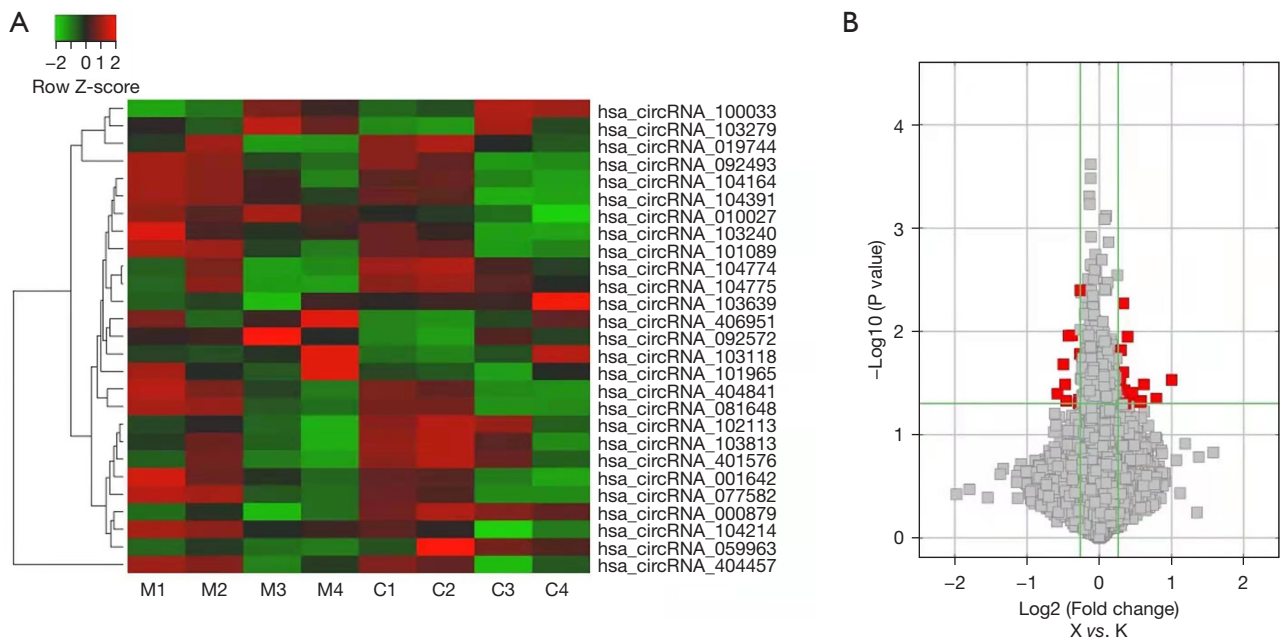 A
−2 0 1 2
Row Z-score
hsa_circRNA_100033
hsa_circRNA_103279
hsa_circRNA_019744
hsa_circRNA_092493
hsa_circRNA_104164
hsa_circRNA_104391
hsa_circRNA_010027
hsa_circRNA_103240
hsa_circRNA_101089
hsa_circRNA_104774
hsa_circRNA_104775
hsa_circRNA_103639
hsa_circRNA_406951
hsa_circRNA_092572
hsa_circRNA_103118
hsa_circRNA_101965
hsa_circRNA_404841
hsa_circRNA_081648
hsa_circRNA_102113
hsa_circRNA_103813
hsa_circRNA_401576
hsa_circRNA_001642
hsa_circRNA_077582
hsa_circRNA_000879
hsa_circRNA_104214
hsa_circRNA_059963
hsa_circRNA_404457
M1 M2 M3 M4 C1 C2 C3 C4
B
4
3
2
1
0
−Log10 (P value)
−2 −1 0 1 2
Log2 (Fold change)
X vs. K